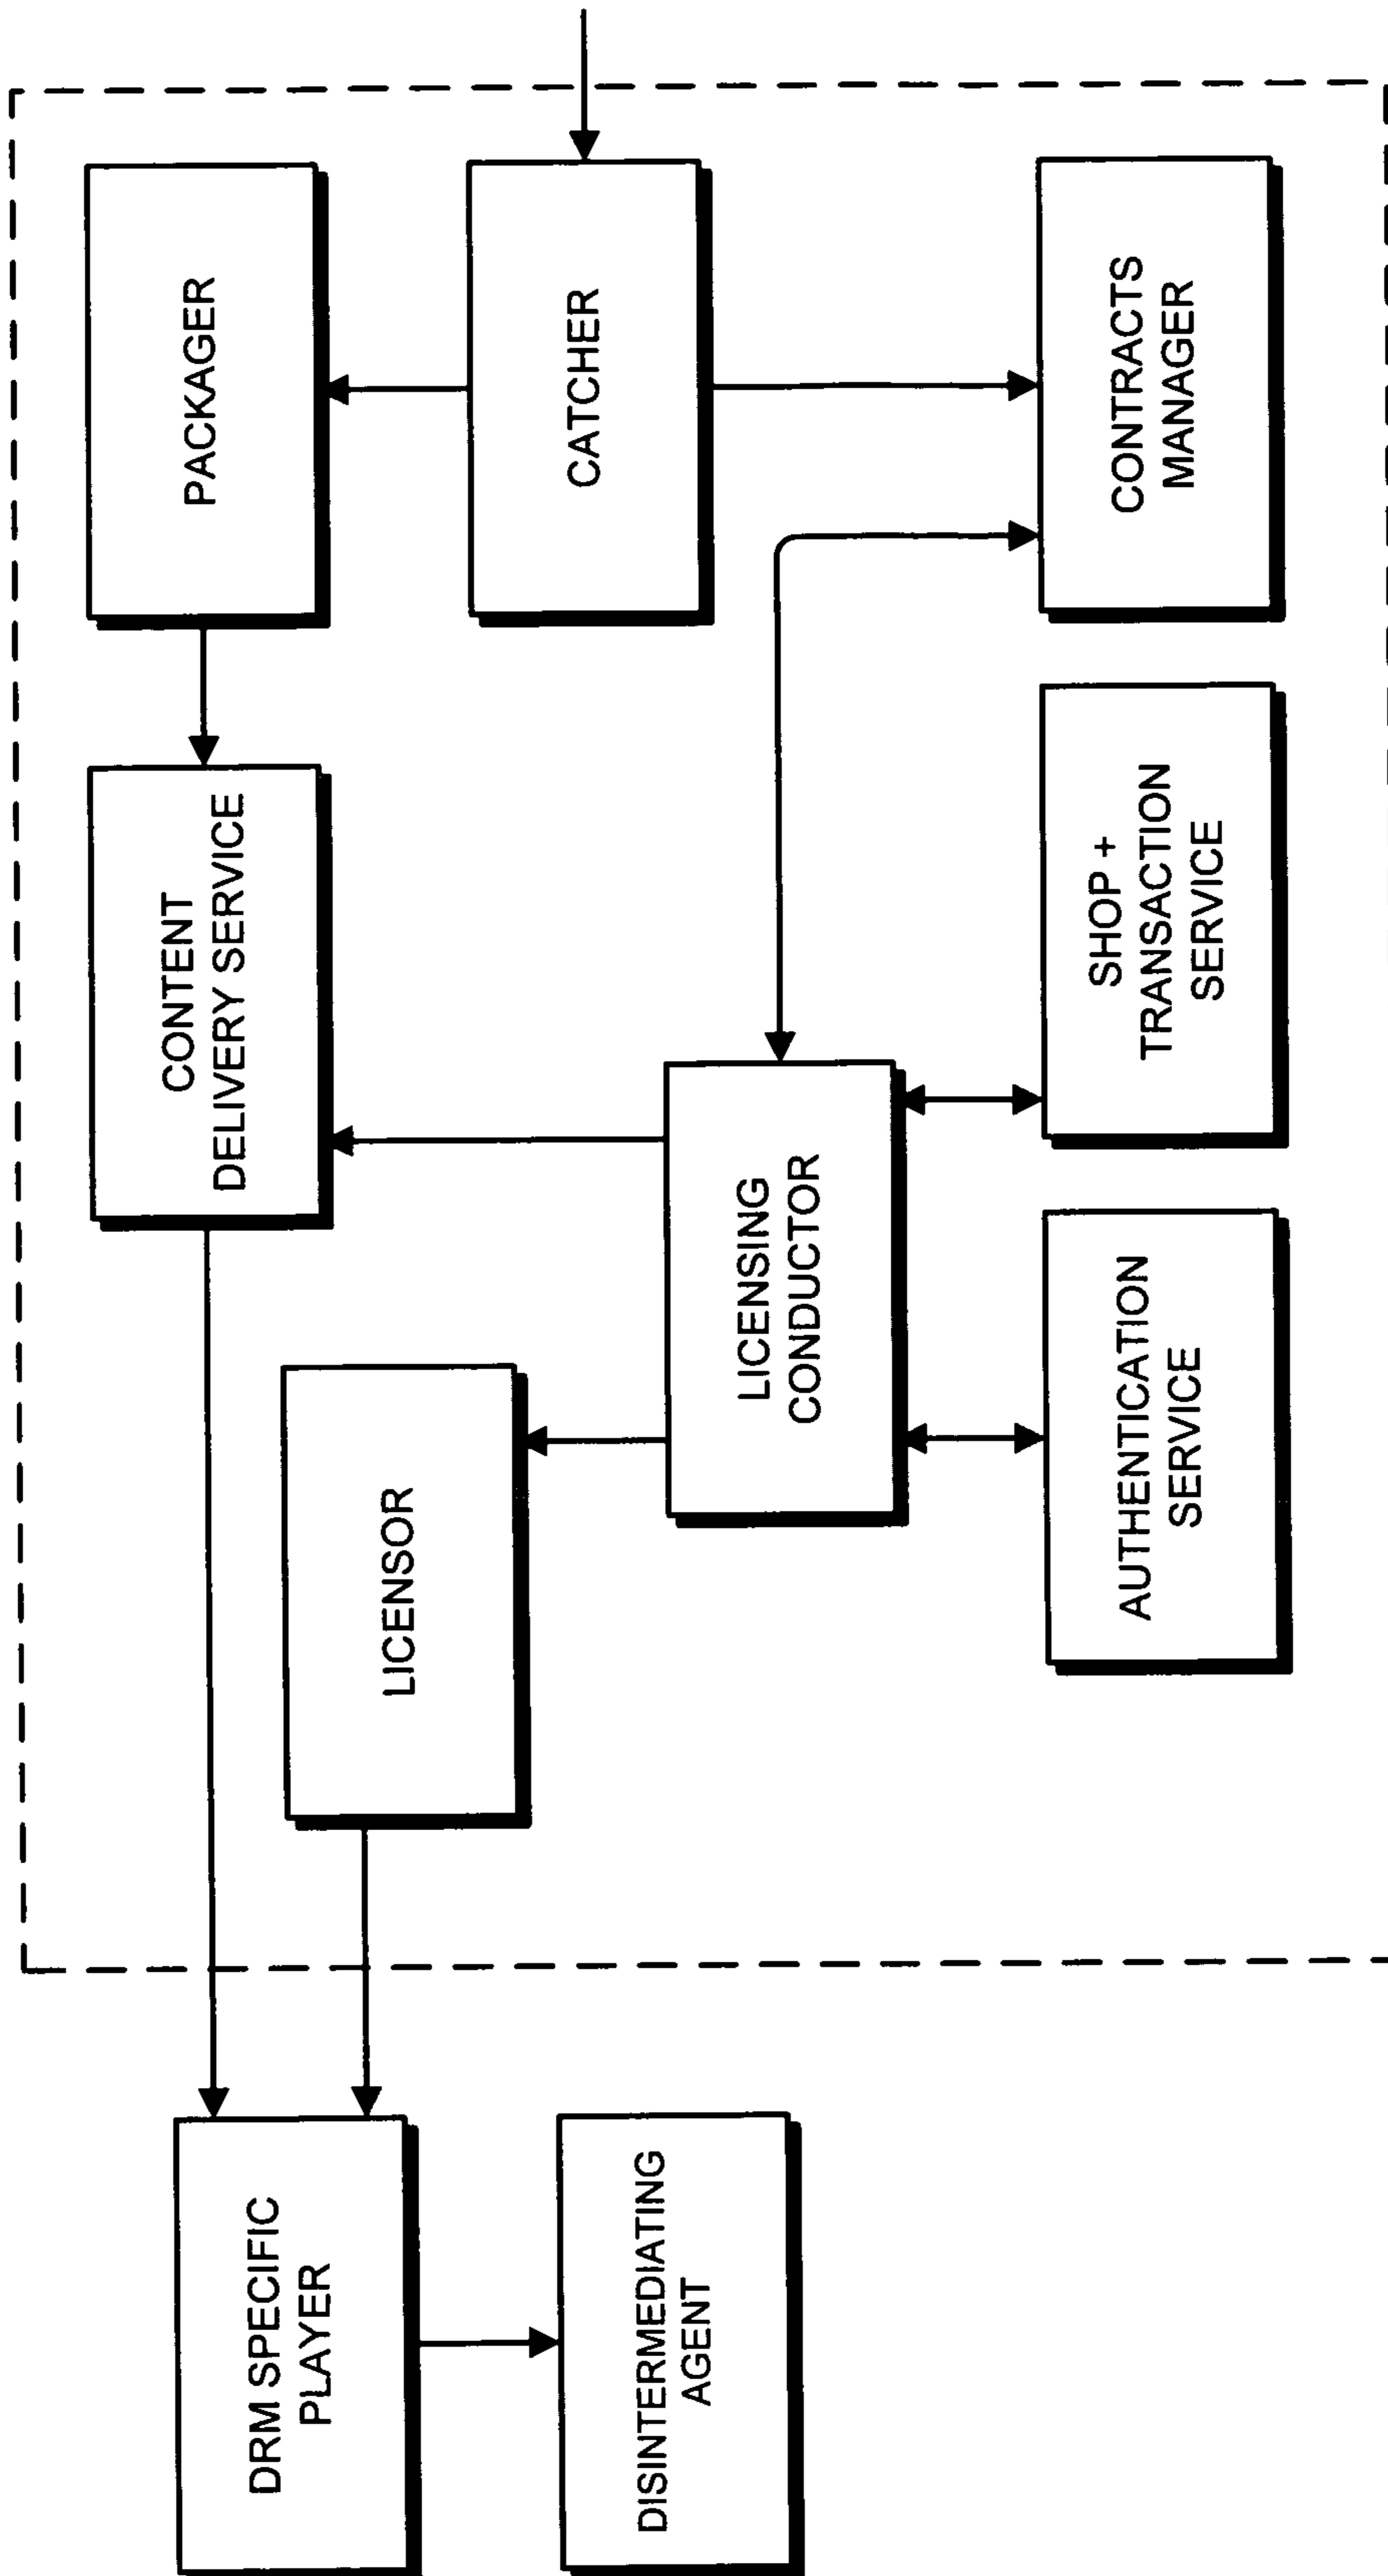 PACKAGER
CONTENT
DELIVERY SERVICE
DRM SPECIFIC
PLAYER
LICENSOR
CATCHER
DISINTERMEDIATING
AGENT
LICENSING
CONDUCTOR
CONTRACTS
MANAGER
SHOP +
TRANSACTION
SERVICE
AUTHENTICATION
SERVICE